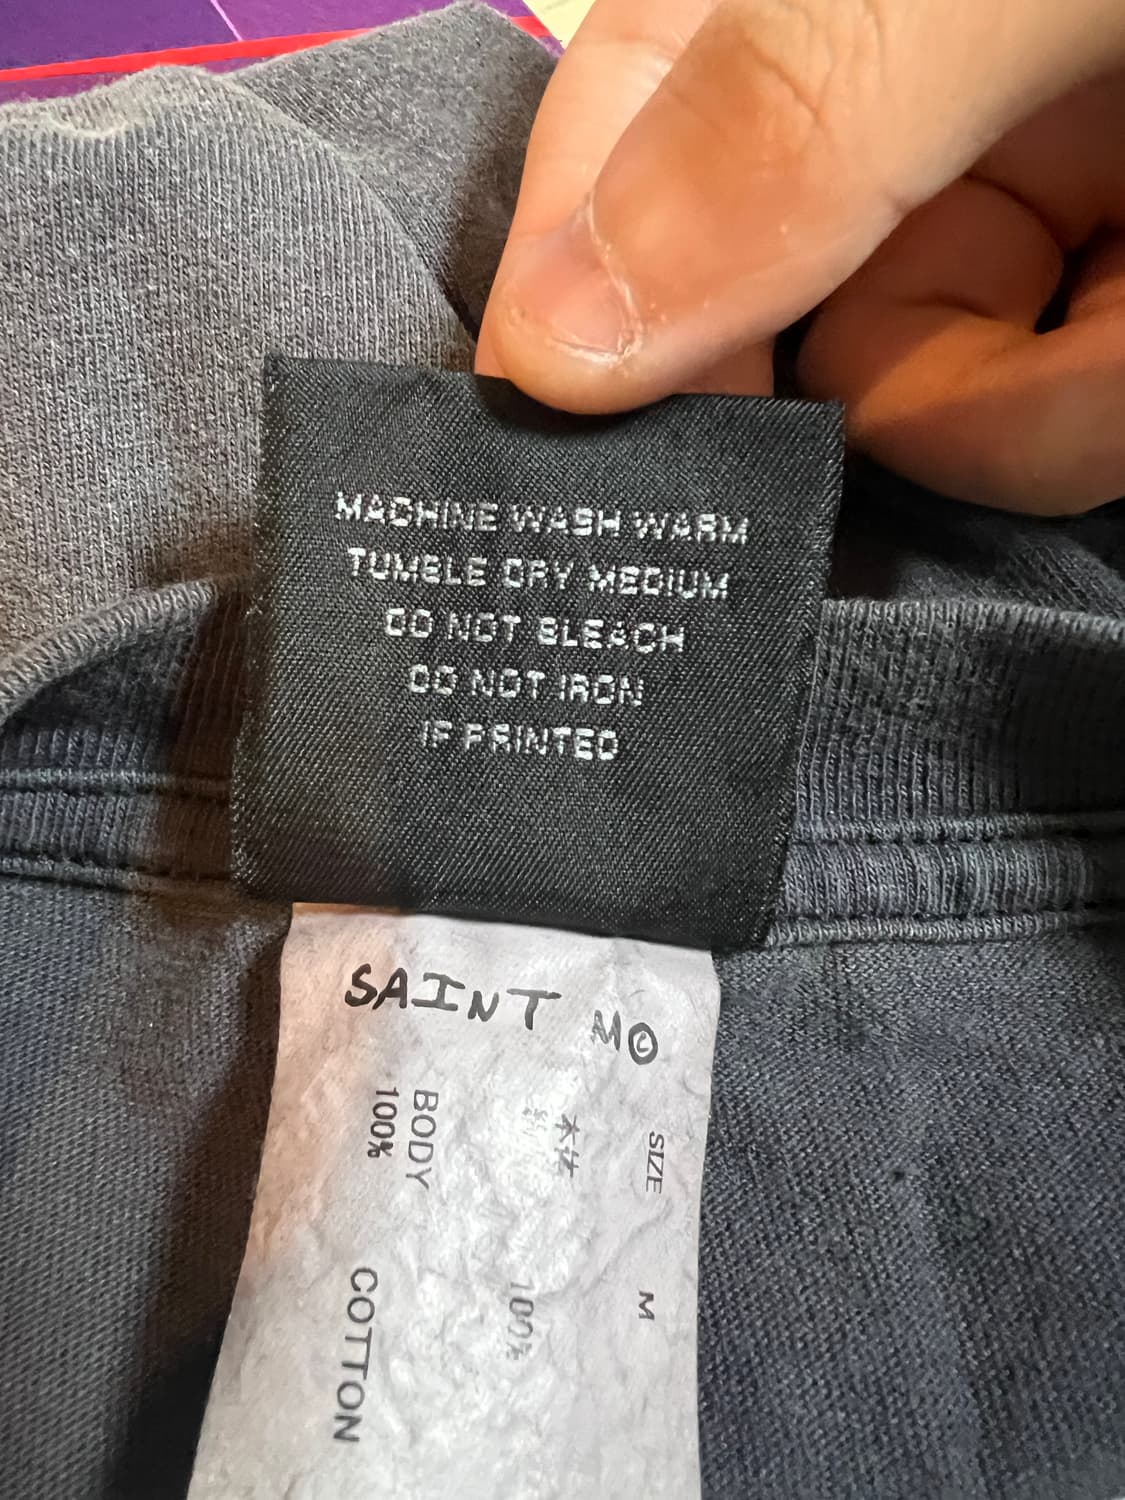 MACHINE WASH WARM
TUMBLE DRY MEDIUM
DO NOT BLEACH
DO NOT IRON
IF PRINTED
SAINT M©
SIZE M
本体 100%
BODY
100% COTTON